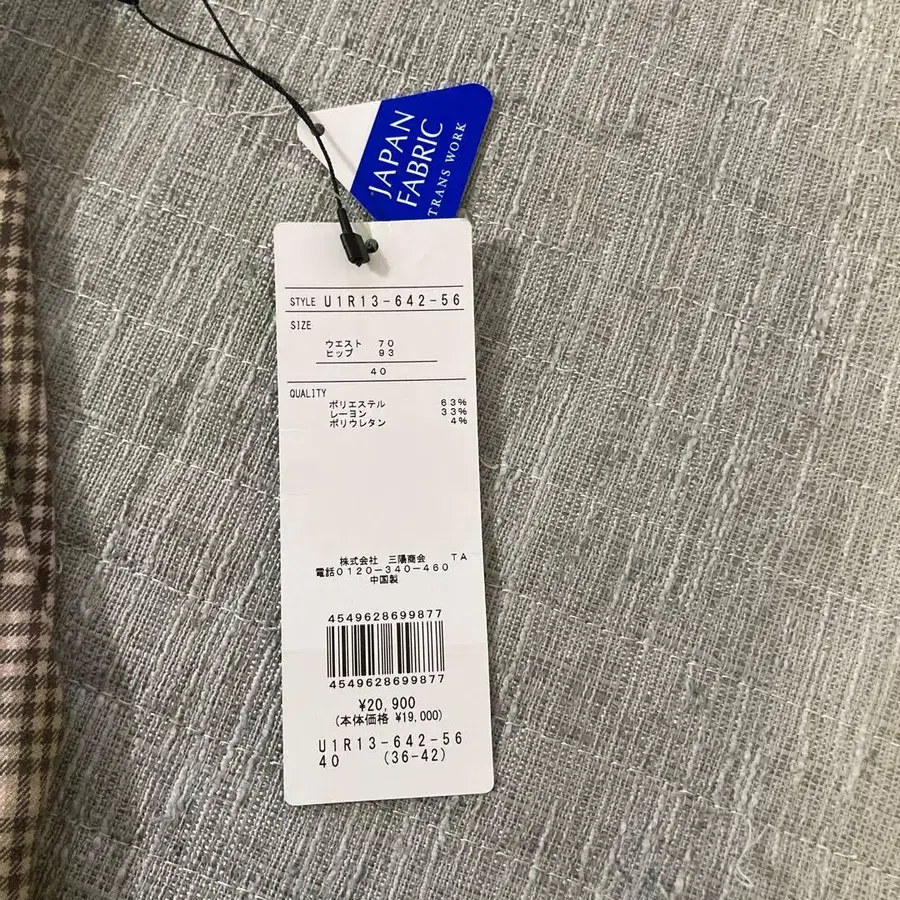 JAPAN
FABRIC
TRANS WORK
STYLE U1R13-642-56
SIZE
ウエスト 70
ヒップ 93
40
QUALITY
ポリエステル 63%
レーヨン 33%
ポリウレタン 4%
株式会社 三陽商会 TA
電話0120-340-460
中国製
4549628699877
4549628699877
¥20,900
(本体価格 ¥19,000)
U1R13-642-56
40 (36-42)